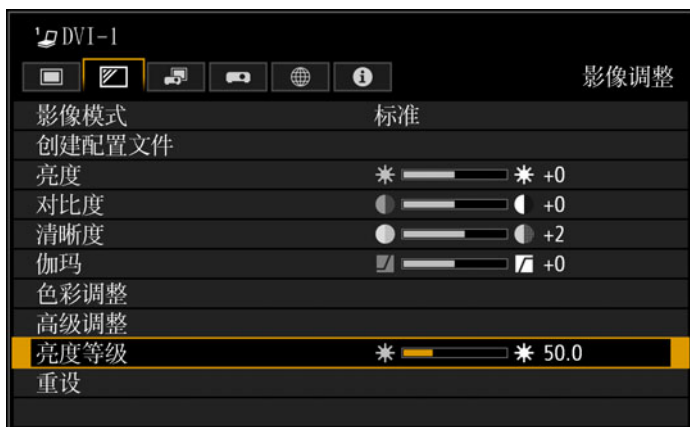 1 DVI-1
影像调整
影像模式 标准
创建配置文件
亮度 +0
对比度 +0
清晰度 +2
伽玛 +0
色彩调整
高级调整
亮度等级 50.0
重设